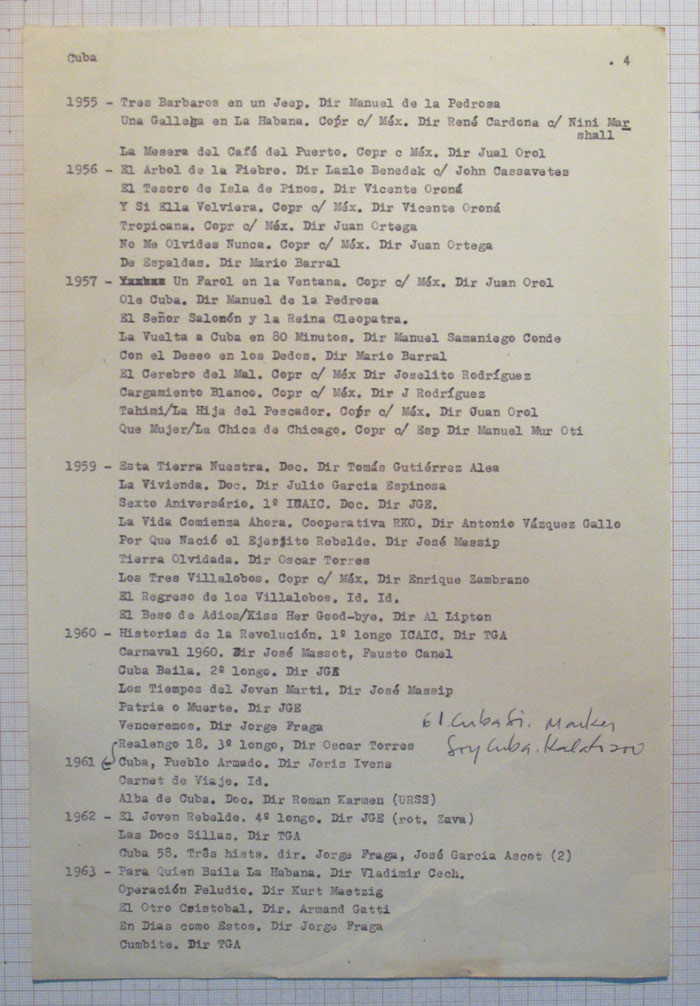 Cuba . 4
1955 - Tres Barbaros en un Jeep. Dir Manuel de la Pedrosa
Una Gallega en La Habana. Copr c/ Méx. Dir René Cardona c/ Nini Mar
shall
La Mesera del Café del Puerto. Copr c Méx. Dir Jual Orol
1956 - El Arbol de la Fiebre. Dir Lazlo Benedek c/ John Cassavetes
El Tesoro de Isla de Pinos. Dir Vicente Oroná
Y Si Ella Volviera. Copr c/ Méx. Dir Vicente Oroná
Tropicana. Copr c/ Méx. Dir Juan Ortega
No Me Olvides Nunca. Copr c/ Méx. Dir Juan Ortega
De Espaldas. Dir Mario Barral
1957 - Un Farol en la Ventana. Copr c/ Méx. Dir Juan Orol
Ole Cuba. Dir Manuel de la Pedrosa
El Señor Salomón y la Reina Cleopatra.
La Vuelta a Cuba en 80 Minutos. Dir Manuel Samaniego Conde
Con el Deseo en los Dedos. Dir Mario Barral
El Cerebro del Mal. Copr c/ Méx Dir Joselito Rodríguez
Cargamiento Blanco. Copr c/ Méx. Dir J Rodríguez
Tahimi/La Hija del Pescador. Copr c/ Méx. Dir Juan Orol
Que Mujer/La Chica de Chicago. Copr c/ Esp Dir Manuel Mur Oti
1959 - Esta Tierra Nuestra. Doc. Dir Tomás Gutiérrez Alea
La Vivienda. Doc. Dir Julio Garcia Espinosa
Sexto Aniversário. 1º ICAIC. Doc. Dir JGE.
La Vida Comienza Ahora. Cooperativa RKO. Dir Antonio Vázquez Gallo
Por Que Nació el Ejerjito Rebelde. Dir José Massip
Tierra Olvidada. Dir Oscar Torres
Los Tres Villalobos. Copr c/ Méx. Dir Enrique Zambrano
El Regreso de los Villalobos. Id. Id.
El Beso de Adios/Kiss Her Good-bye. Dir Al Lipton
1960 - Historias de la Revolución. 1º longo ICAIC. Dir TGA
Carnaval 1960. Dir José Massot, Fausto Canel
Cuba Baila. 2º longo. Dir JGE
Los Tiempos del Joven Marti. Dir José Massip
Patria o Muerte. Dir JGE
Venceremos. Dir Jorge Fraga
61. Cuba Si. Marker
Realengo 18. 3º longo, Dir Oscar Torres
Soy Cuba. Kalatozov
1961 Cuba, Pueblo Armado. Dir Joris Ivens
Carnet de Viaje. Id.
Alba de Cuba. Doc. Dir Roman Karmen (URSS)
1962 - El Joven Rebelde. 4º longo. Dir JGE (rot. Zava)
Las Doce Sillas. Dir TGA
Cuba 58. Três hists. dir. Jorge Fraga, José Garcia Ascot (2)
1963 - Para Quien Baila La Habana. Dir Vladimir Cech.
Operación Peludio. Dir Kurt Maetzig
El Otro Cristobal. Dir. Armand Gatti
En Dias como Estos. Dir Jorge Fraga
Cumbite. Dir TGA